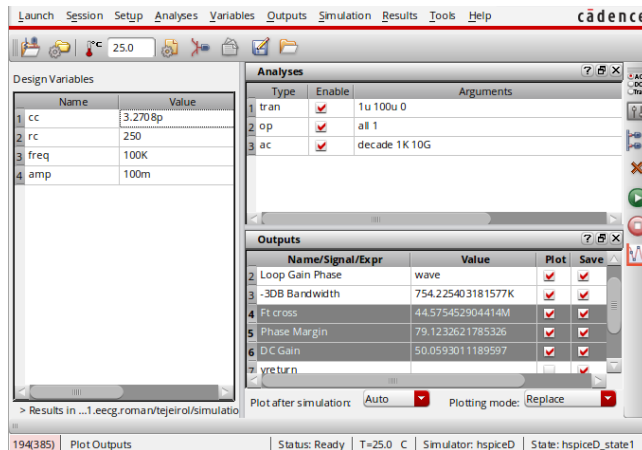 Launch Session Setup Analyses Variables Outputs Simulation Results Tools Help cādence
°C 25.0
Design Variables
Name Value
1 cc 3.2708p
2 rc 250
3 freq 100K
4 amp 100m
> Results in ...1.eecg.roman/tejeirol/simulatio
Analyses
Type Enable Arguments
1 tran 1u 100u 0
2 op all 1
3 ac decade 1K 10G
Outputs
Name/Signal/Expr Value Plot Save
2 Loop Gain Phase wave
3 -3DB Bandwidth 754.225403181577K
4 Ft cross 44.575452904414M
5 Phase Margin 79.1232621785326
6 DC Gain 50.0593011189597
7 vreturn
Plot after simulation: Auto Plotting mode: Replace
AC
DC
Tra
194(385) Plot Outputs Status: Ready T=25.0 C Simulator: hspiceD State: hspiceD_state1